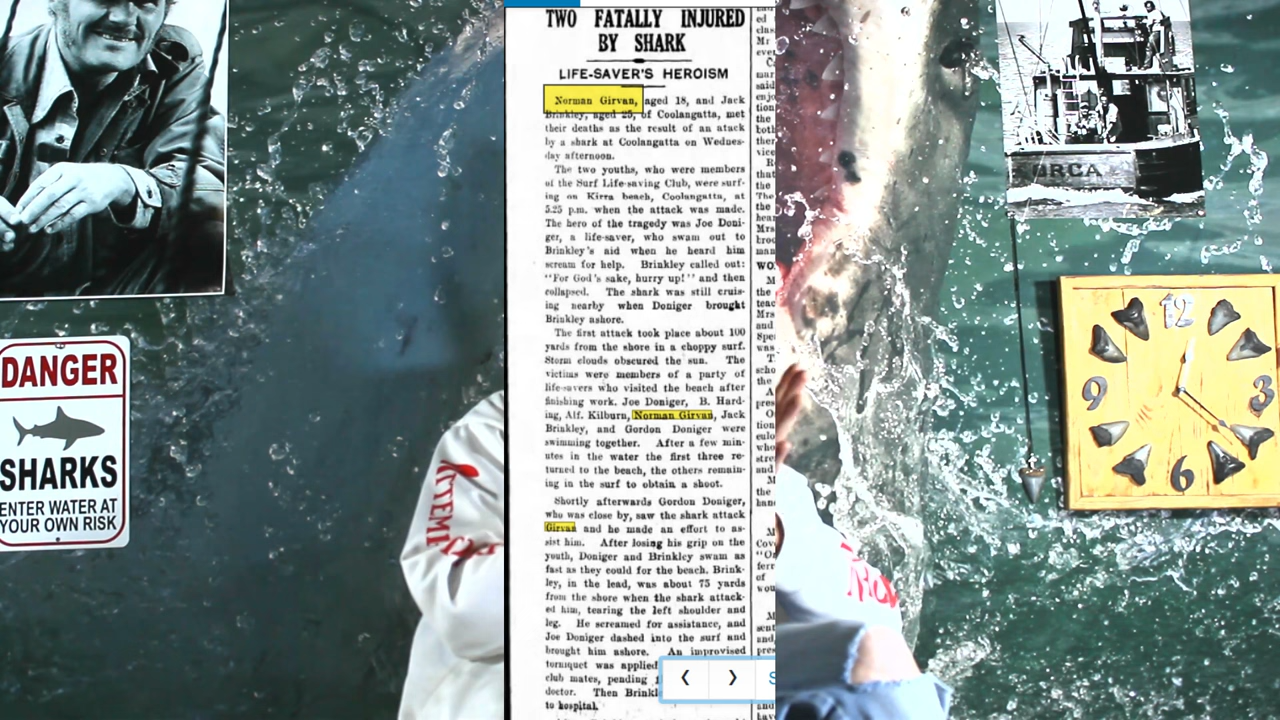 DANGER
SHARKS
ENTER WATER AT
YOUR OWN RISK
TWO FATALLY INJURED
BY SHARK
LIFE-SAVER'S HEROISM
Norman Girvan, aged 18, and Jack
Brinkley, aged 25, of Coolangatta, met
their deaths as the result of an atack
by a shark at Coolangatta on Wednes-
day afternoon.
The two youths, who were members
of the Surf Life-saving Club, were surf-
ing on Kirra beach, Coolangatta, at
5.25 p.m. when the attack was made.
The hero of the tragedy was Joe Doni-
ger, a life-saver, who swam out to
Brinkley's aid when he heard him
scream for help. Brinkley called out:
"For God's sake, hurry up!" and then
collapsed. The shark was still cruis-
ing nearby when Doniger brought
Brinkley ashore.
The first attack took place about 100
yards from the shore in a choppy surf.
Storm clouds obscured the sun. The
victims were members of a party of
life-savers who visited the beach after
finishing work. Joe Doniger, B. Hard-
ing, Alf. Kilburn, Norman Girvan, Jack
Brinkley, and Gordon Doniger were
swimming together. After a few min-
utes in the water the first three re-
turned to the beach, the others remain-
ing in the surf to obtain a shoot.
Shortly afterwards Gordon Doniger,
who was close by, saw the shark attack
Girvan and he made an effort to as-
sist him. After losing his grip on the
youth, Doniger and Brinkley swam as
fast as they could for the beach. Brink-
ley, in the lead, was about 75 yards
from the shore when the shark attack-
ed him, tearing the left shoulder and
leg. He screamed for assistance, and
Joe Doniger dashed into the surf and
brought him ashore. An improvised
torniquet was applied
club mates, pending
doctor. Then Brinkl
to hospital.
ORCA
12
3
6
9